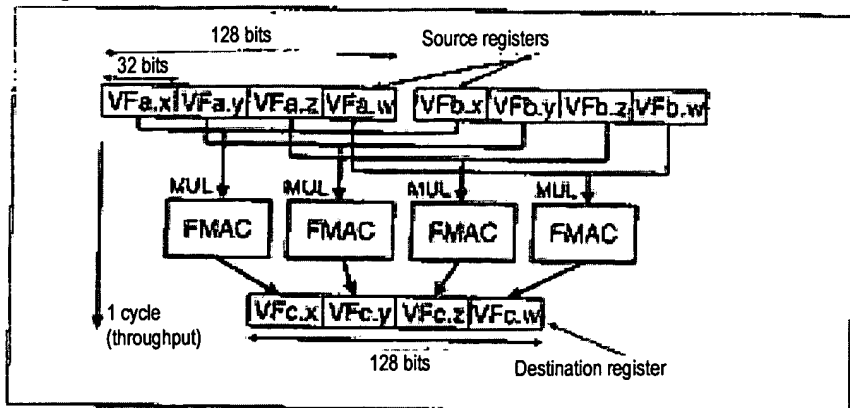 128 bits
Source registers
32 bits
VFa.x VFa.y VFa.z VFa.w VFb.x VFb.y VFb.z VFb.w
MUL MUL MUL MUL
FMAC FMAC FMAC FMAC
VFc.x VFc.y VFc.z VFc.w
1 cycle
(throughput)
128 bits
Destination register